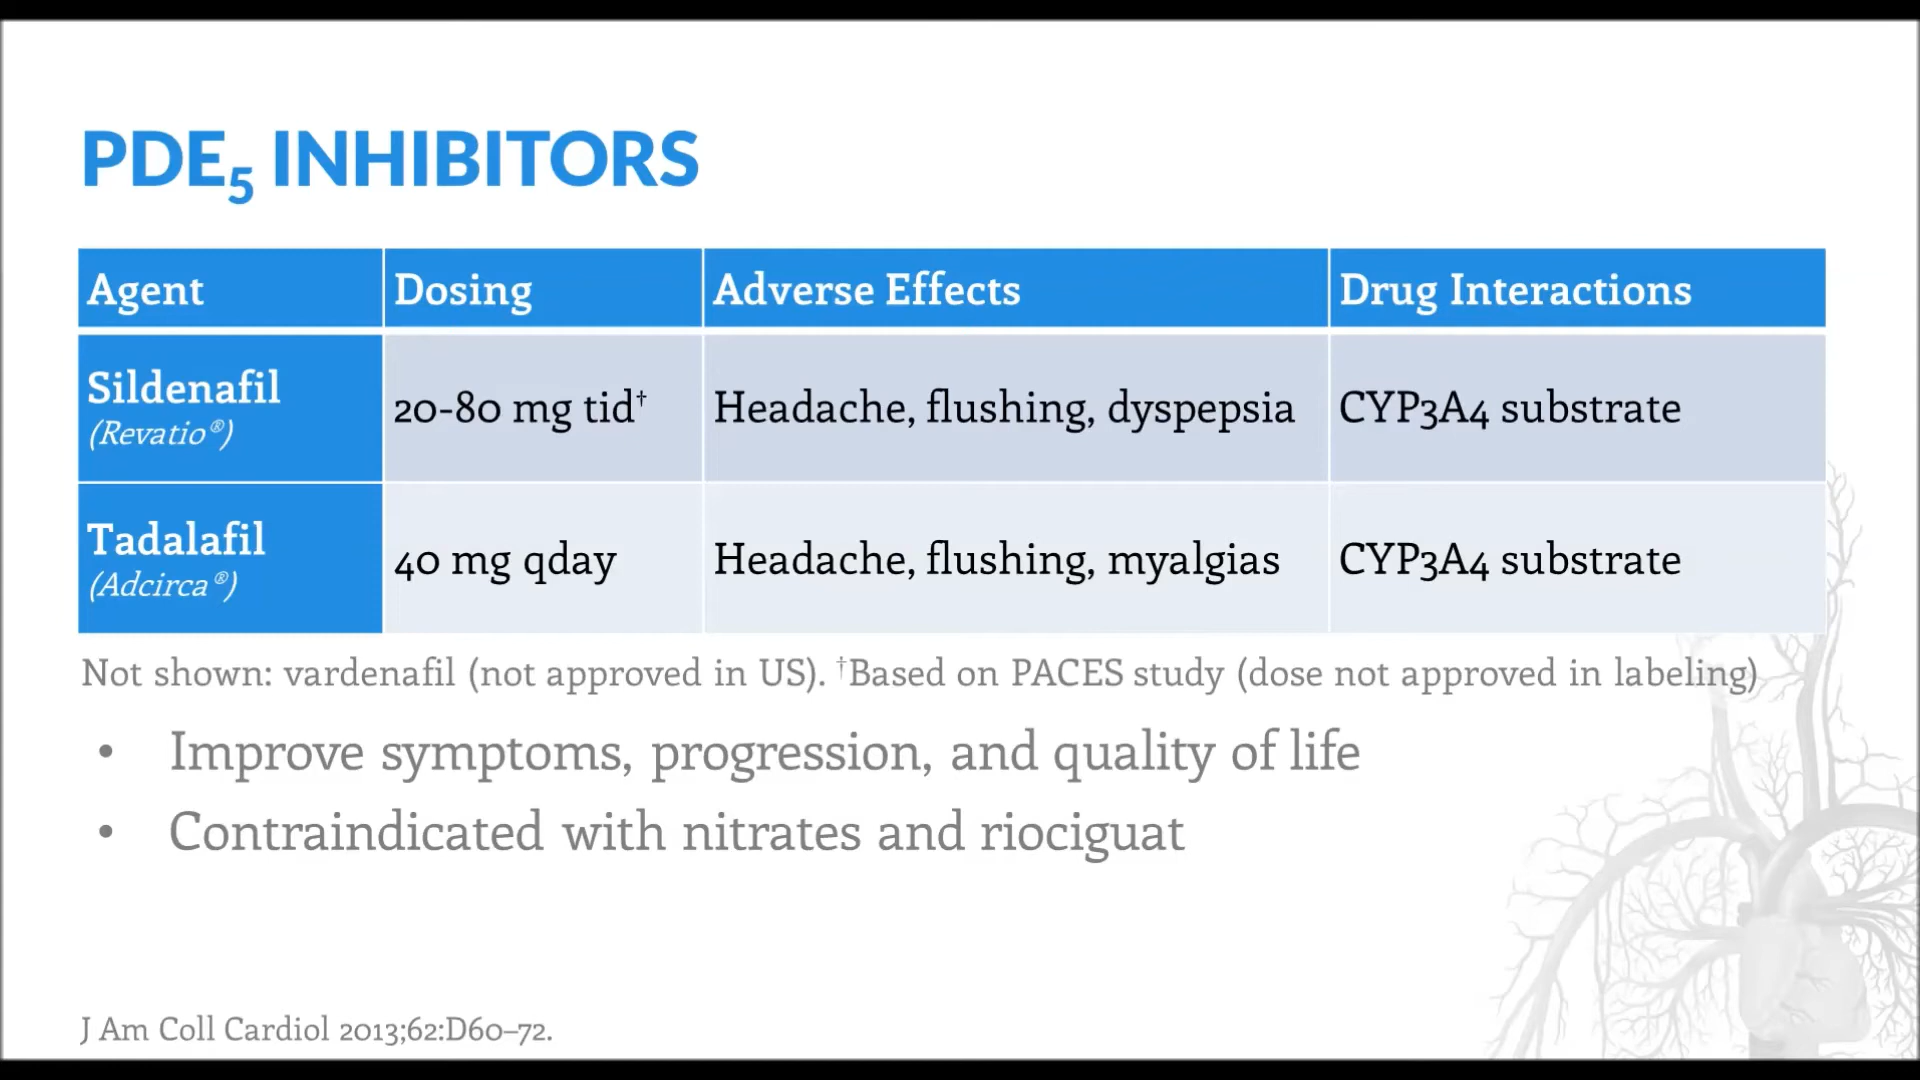 PDE5 INHIBITORS
Agent Dosing Adverse Effects Drug Interactions
Sildenafil
(Revatio®)
20-80 mg tid† Headache, flushing, dyspepsia CYP3A4 substrate
Tadalafil
(Adcirca®)
40 mg qday Headache, flushing, myalgias CYP3A4 substrate
Not shown: vardenafil (not approved in US). †Based on PACES study (dose not approved in labeling)
• Improve symptoms, progression, and quality of life
• Contraindicated with nitrates and riociguat
J Am Coll Cardiol 2013;62:D60–72.